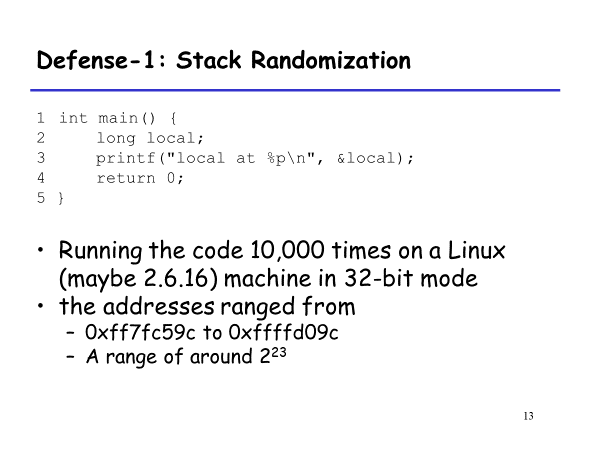 Defense-1: Stack Randomization
1 int main() {
2     long local;
3     printf("local at %p\n", &local);
4     return 0;
5 }
• Running the code 10,000 times on a Linux
(maybe 2.6.16) machine in 32-bit mode
• the addresses ranged from
– 0xff7fc59c to 0xffffd09c
– A range of around 2²³
13